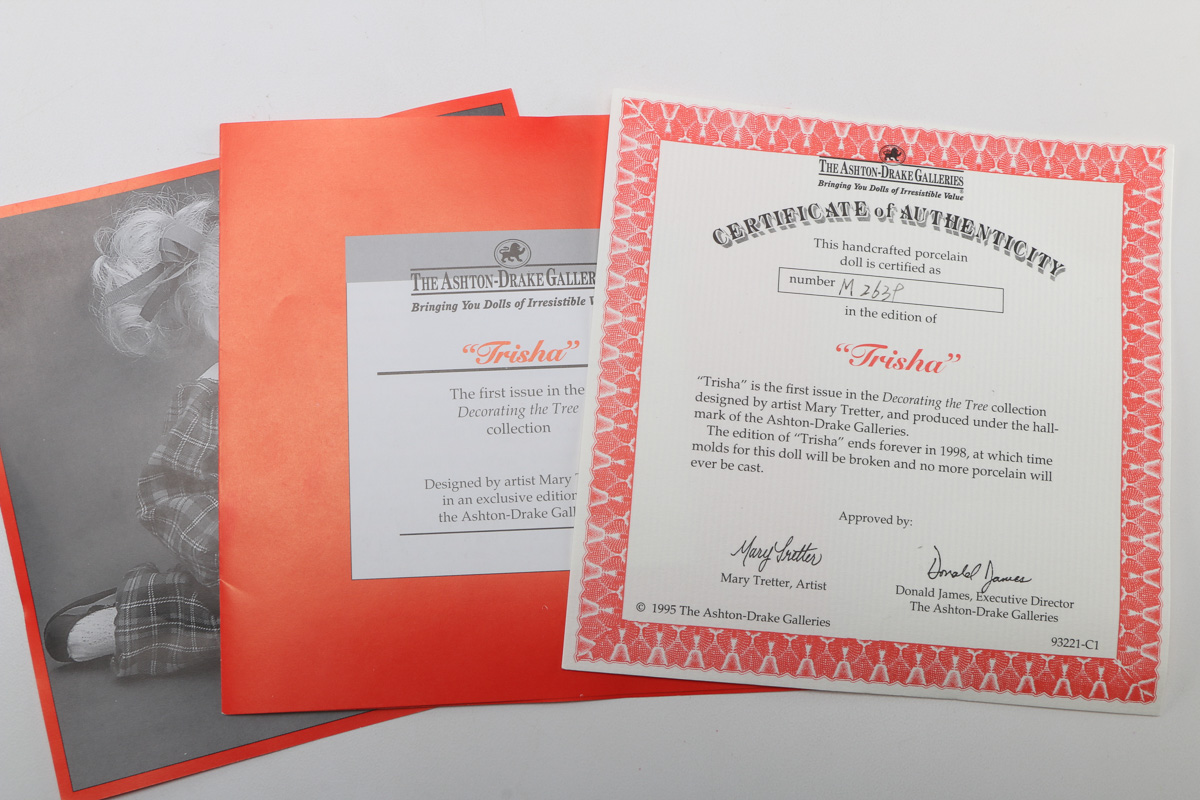 THE ASHTON-DRAKE GALLER
Bringing You Dolls of Irresistible V
"Trisha"
The first issue in the
Decorating the Tree
collection
Designed by artist Mary T
in an exclusive edition
the Ashton-Drake Gall
THE ASHTON-DRAKE GALLERIES
Bringing You Dolls of Irresistible Value
CERTIFICATE of AUTHENTICITY
This handcrafted porcelain
doll is certified as
number M 2639
in the edition of
"Trisha"
"Trisha" is the first issue in the Decorating the Tree collection
designed by artist Mary Tretter, and produced under the hall-
mark of the Ashton-Drake Galleries.
The edition of "Trisha" ends forever in 1998, at which time
molds for this doll will be broken and no more porcelain will
ever be cast.
Approved by:
Mary Tretter
Mary Tretter, Artist
Donald James
Donald James, Executive Director
The Ashton-Drake Galleries
© 1995 The Ashton-Drake Galleries
93221-C1